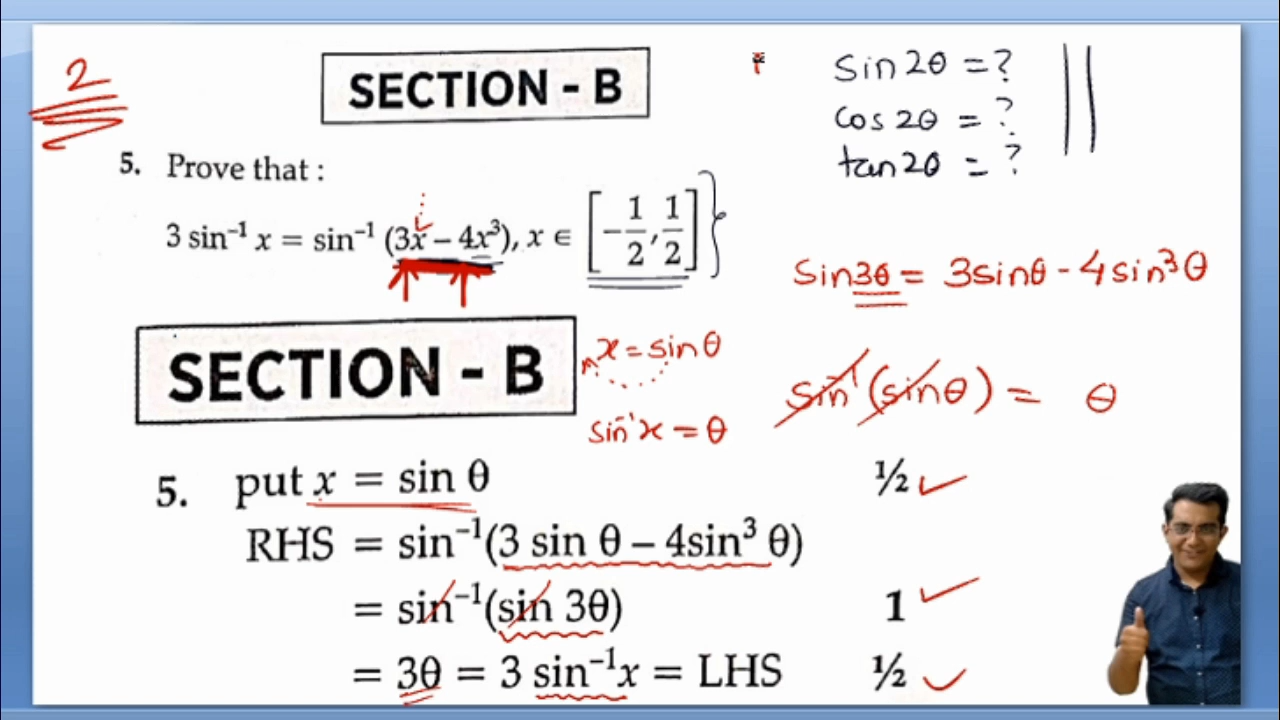 2
SECTION - B
sin 2θ = ?
cos 2θ = ?
tan 2θ = ?
5. Prove that :
3 sin⁻¹ x = sin⁻¹ (3x – 4x³), x ∈ [–1/2, 1/2]
sin3θ = 3sinθ - 4sin³θ
SECTION - B
x = sinθ
sin⁻¹x = θ
sin⁻¹(sinθ) = θ
5. put x = sin θ ½
RHS = sin⁻¹(3 sin θ – 4sin³ θ)
= sin⁻¹(sin 3θ) 1
= 3θ = 3 sin⁻¹x = LHS ½